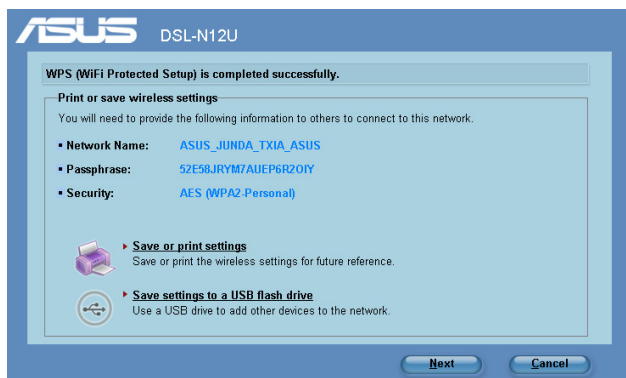 ASUS DSL-N12U
WPS (WiFi Protected Setup) is completed successfully.
Print or save wireless settings
You will need to provide the following information to others to connect to this network.
▪ Network Name: ASUS_JUNDA_TXIA_ASUS
▪ Passphrase: 52E58JRYM7AUEP6R2OIY
▪ Security: AES (WPA2-Personal)
Save or print settings
Save or print the wireless settings for future reference.
Save settings to a USB flash drive
Use a USB drive to add other devices to the network.
Next Cancel